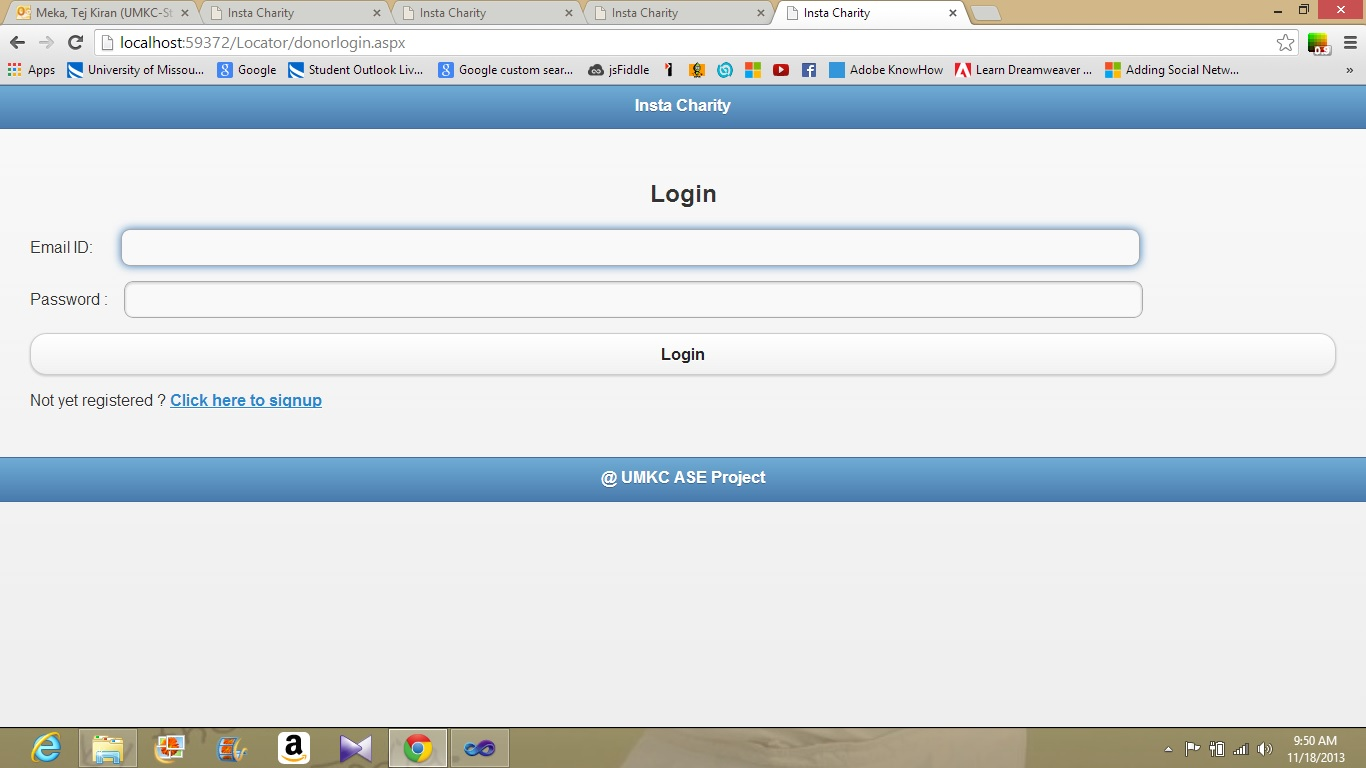 Meka, Tej Kiran (UMKC-St
Insta Charity
Insta Charity
Insta Charity
Insta Charity
localhost:59372/Locator/donorlogin.aspx
Apps University of Missou... Google Student Outlook Liv... Google custom sear... jsFiddle Adobe KnowHow Learn Dreamweaver ... Adding Social Netw... »
Insta Charity
Login
Email ID:
Password :
Login
Not yet registered ? Click here to signup
@ UMKC ASE Project
9:50 AM
11/18/2013